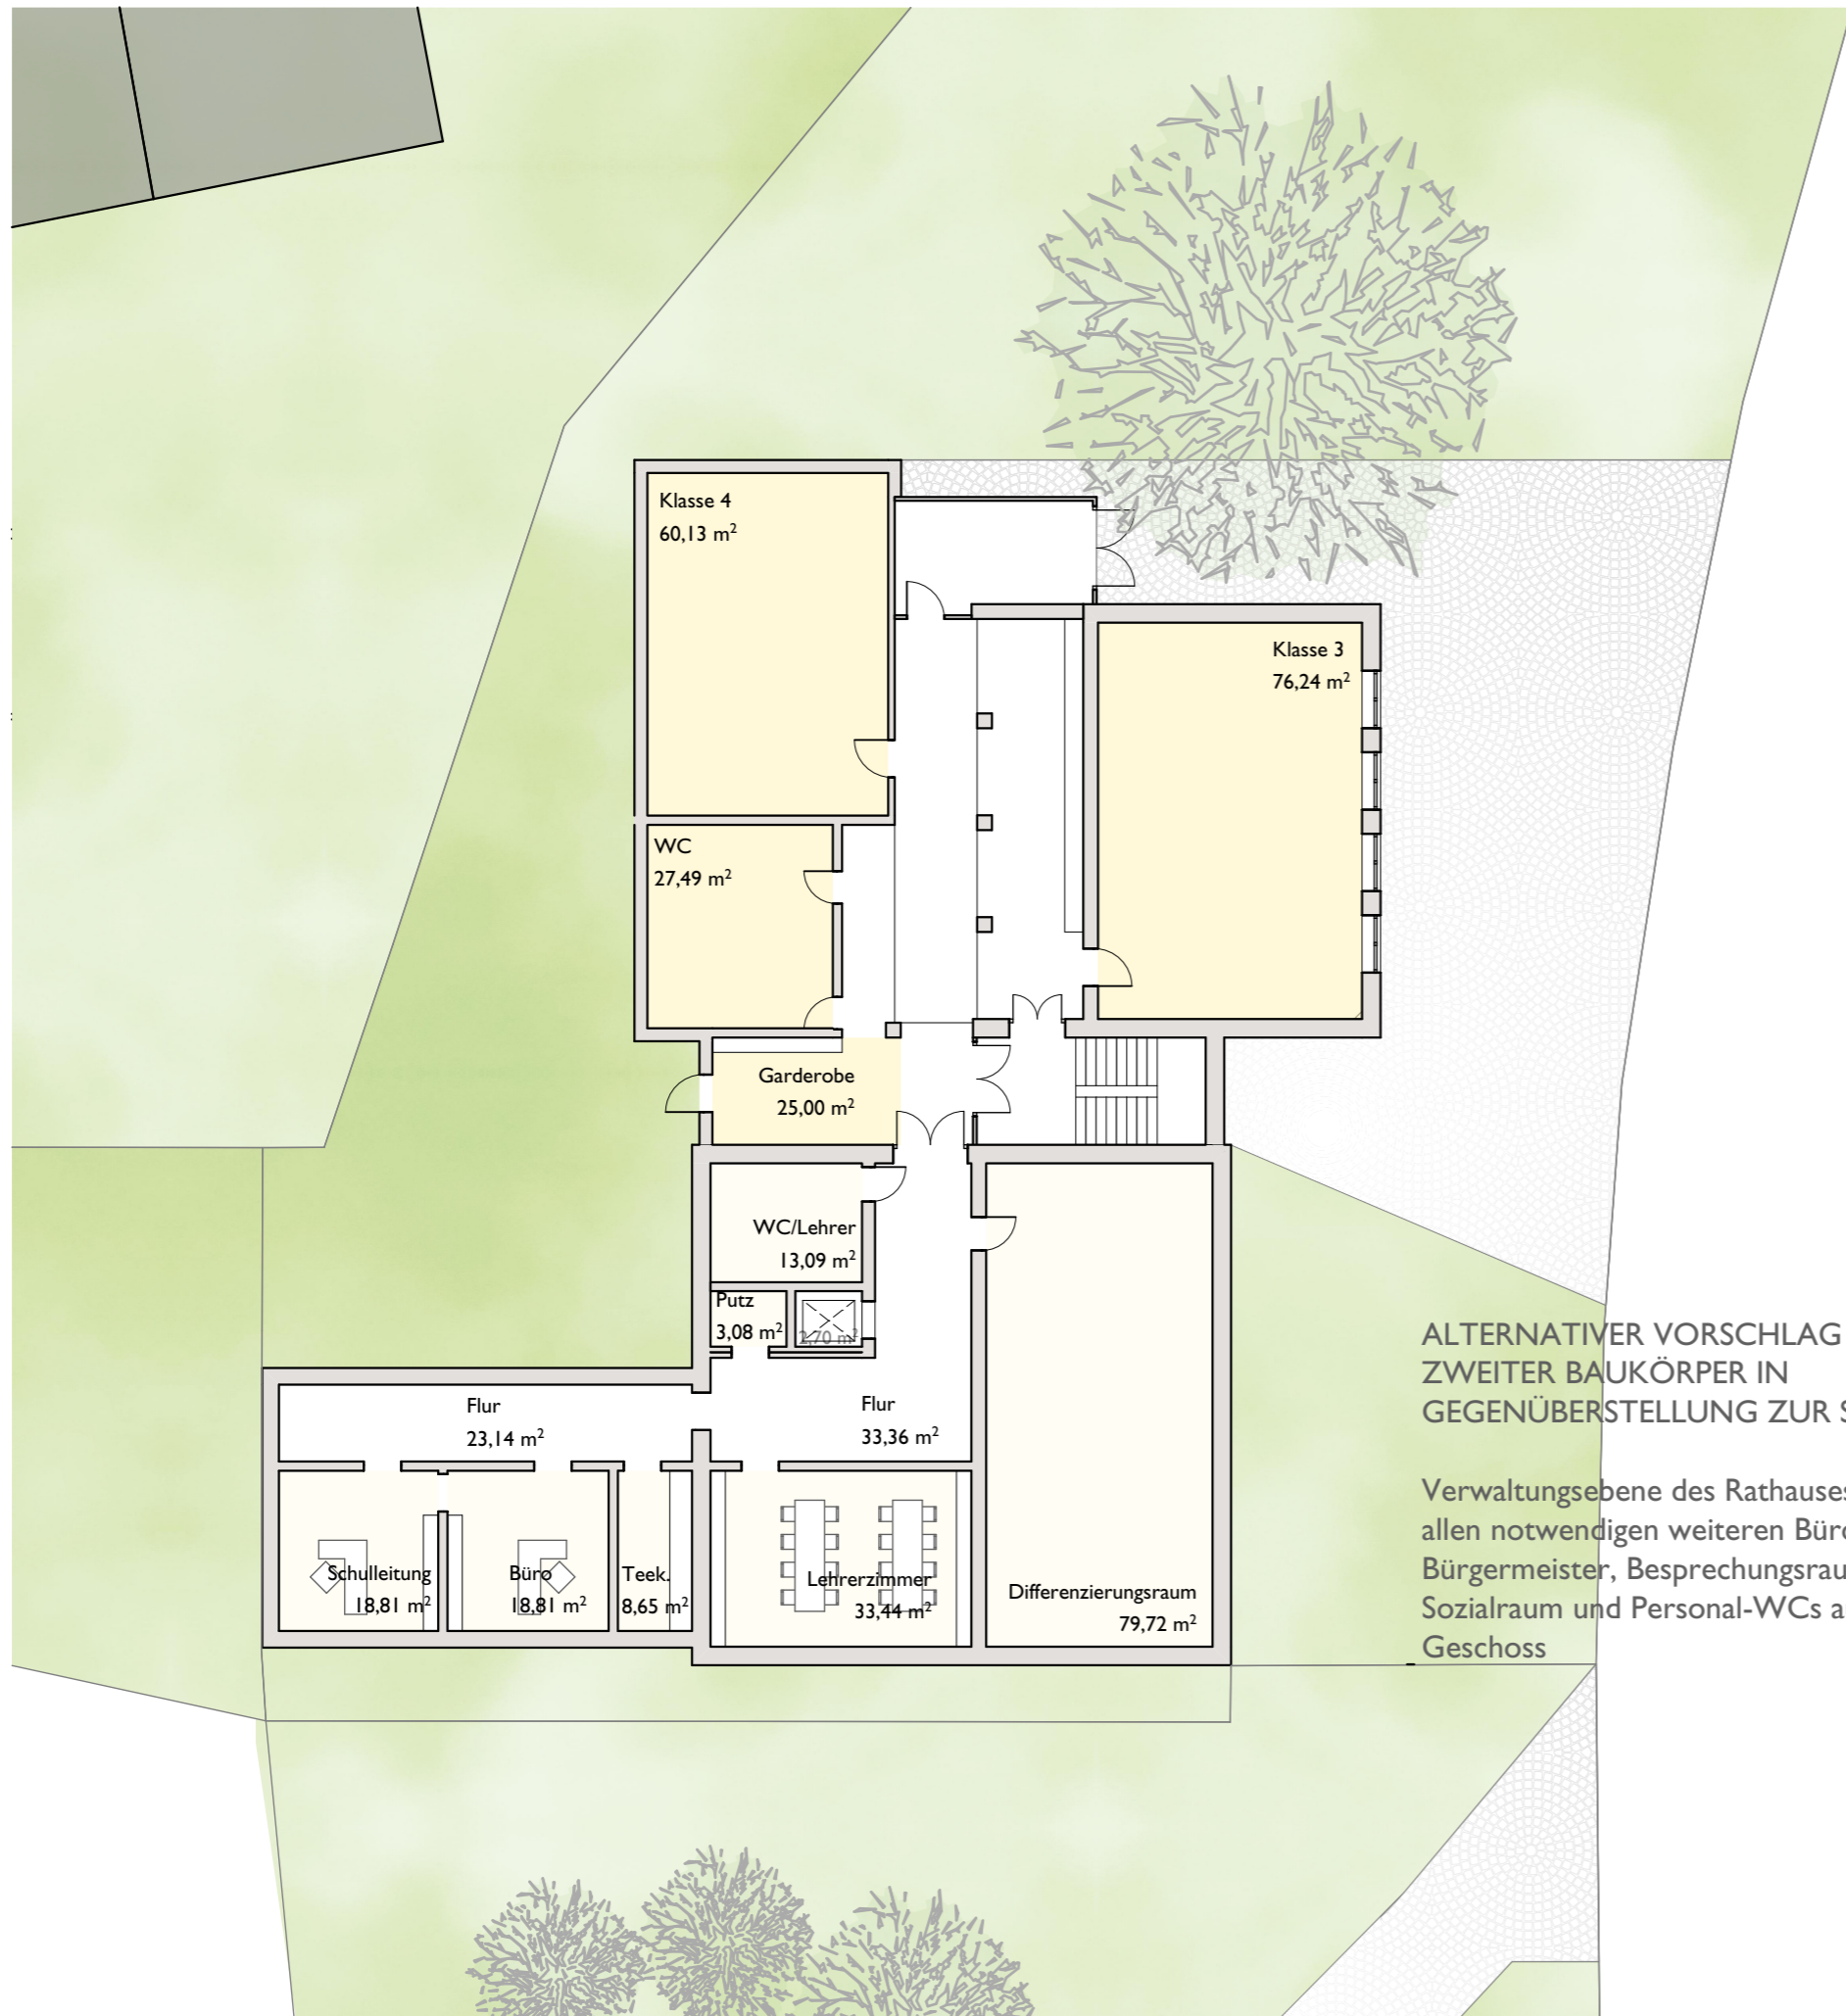 Klasse 4
60,13 m²
Klasse 3
76,24 m²
WC
27,49 m²
Garderobe
25,00 m²
WC/Lehrer
13,09 m²
Putz
3,08 m²
2,70 m²
Flur
23,14 m²
Flur
33,36 m²
Schulleitung
18,81 m²
Büro
18,81 m²
Teek.
8,65 m²
Lehrerzimmer
33,44 m²
Differenzierungsraum
79,72 m²
ALTERNATIVER VORSCHLAG
ZWEITER BAUKÖRPER IN
GEGENÜBERSTELLUNG ZUR
Verwaltungsebene des Rathauses
allen notwendigen weiteren
Bürgermeister,
Sozialraum und Personal-WCs
Geschoss